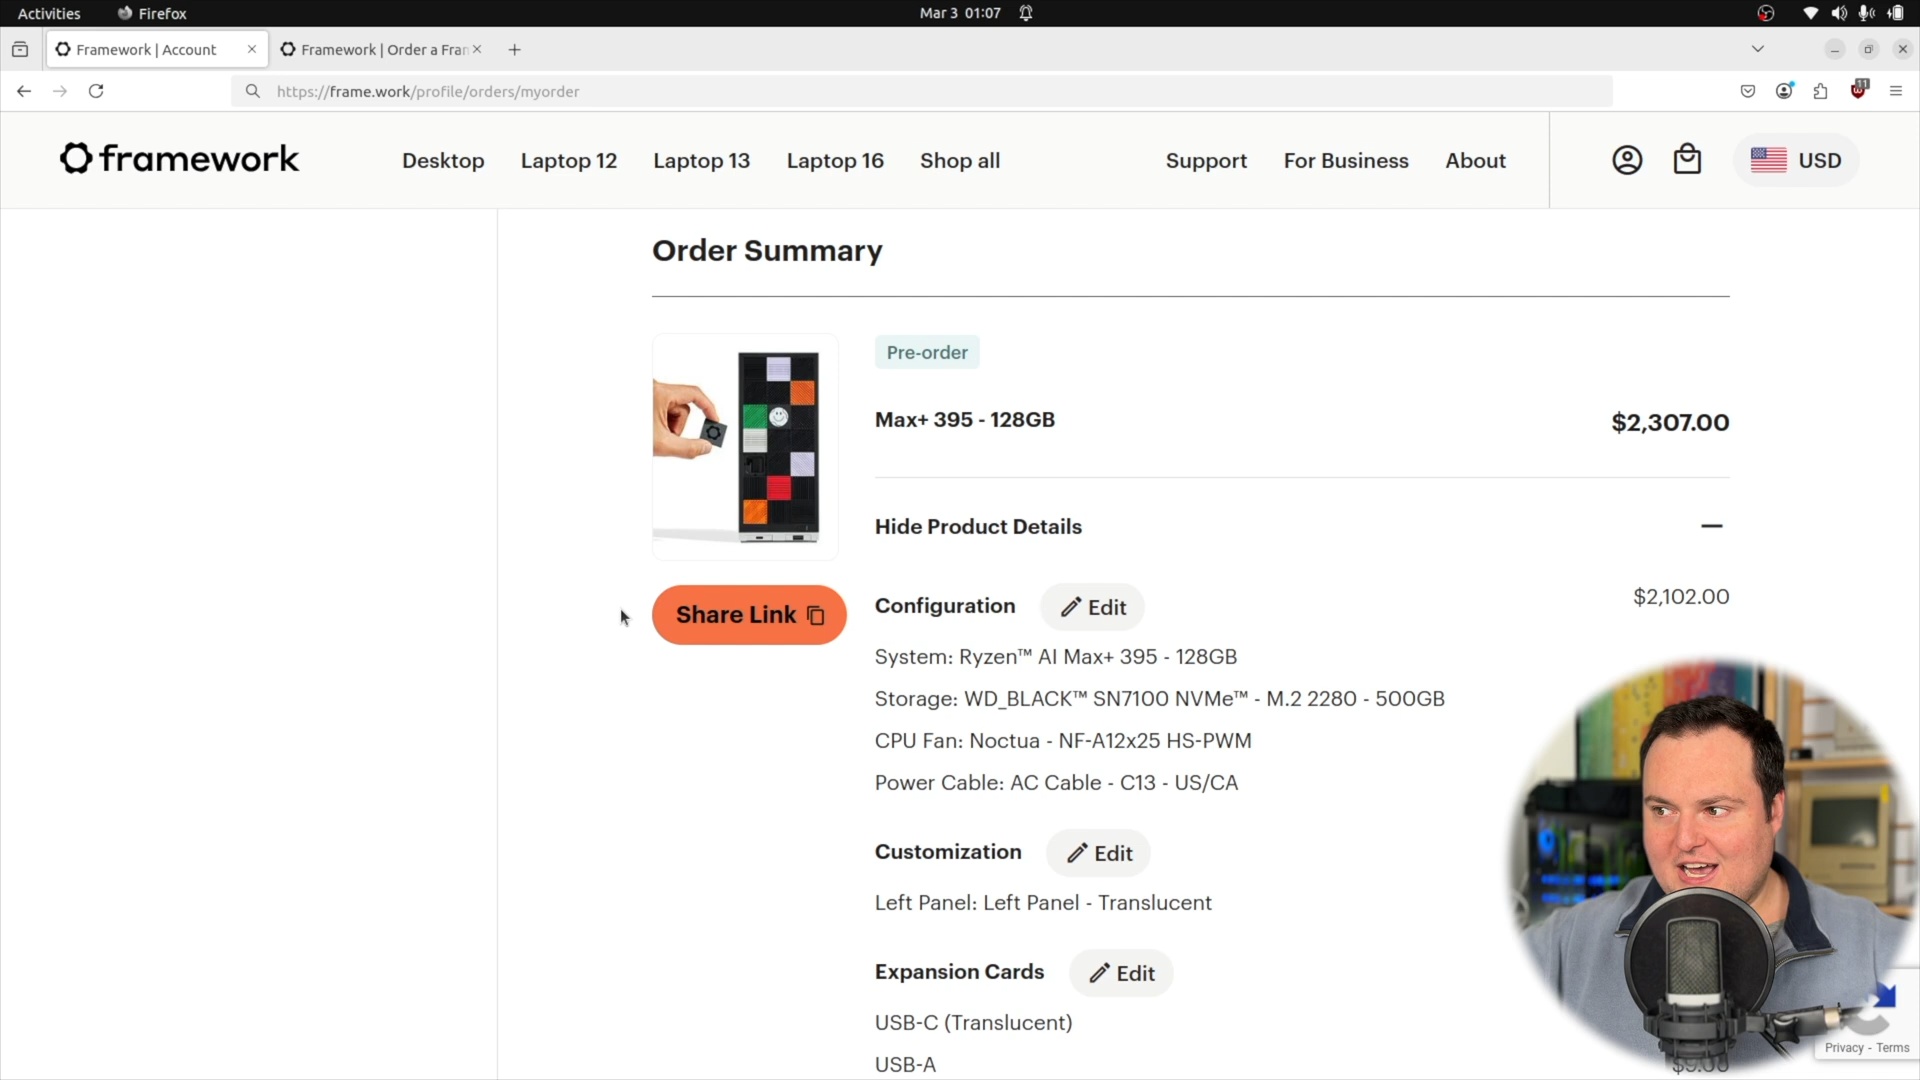 Activities
Firefox
Mar 3 01:07
Framework | Account
Framework | Order a Fran
https://frame.work/profile/orders/myorder
11
framework
Desktop
Laptop 12
Laptop 13
Laptop 16
Shop all
Support
For Business
About
USD
Order Summary
Pre-order
Max+ 395 - 128GB
$2,307.00
Hide Product Details
Share Link
Configuration
Edit
$2,102.00
System: Ryzen™ AI Max+ 395 - 128GB
Storage: WD_BLACK™ SN7100 NVMe™ - M.2 2280 - 500GB
CPU Fan: Noctua - NF-A12x25 HS-PWM
Power Cable: AC Cable - C13 - US/CA
Customization
Edit
Left Panel: Left Panel - Translucent
Expansion Cards
Edit
USB-C (Translucent)
USB-A
$9.00
Privacy - Terms